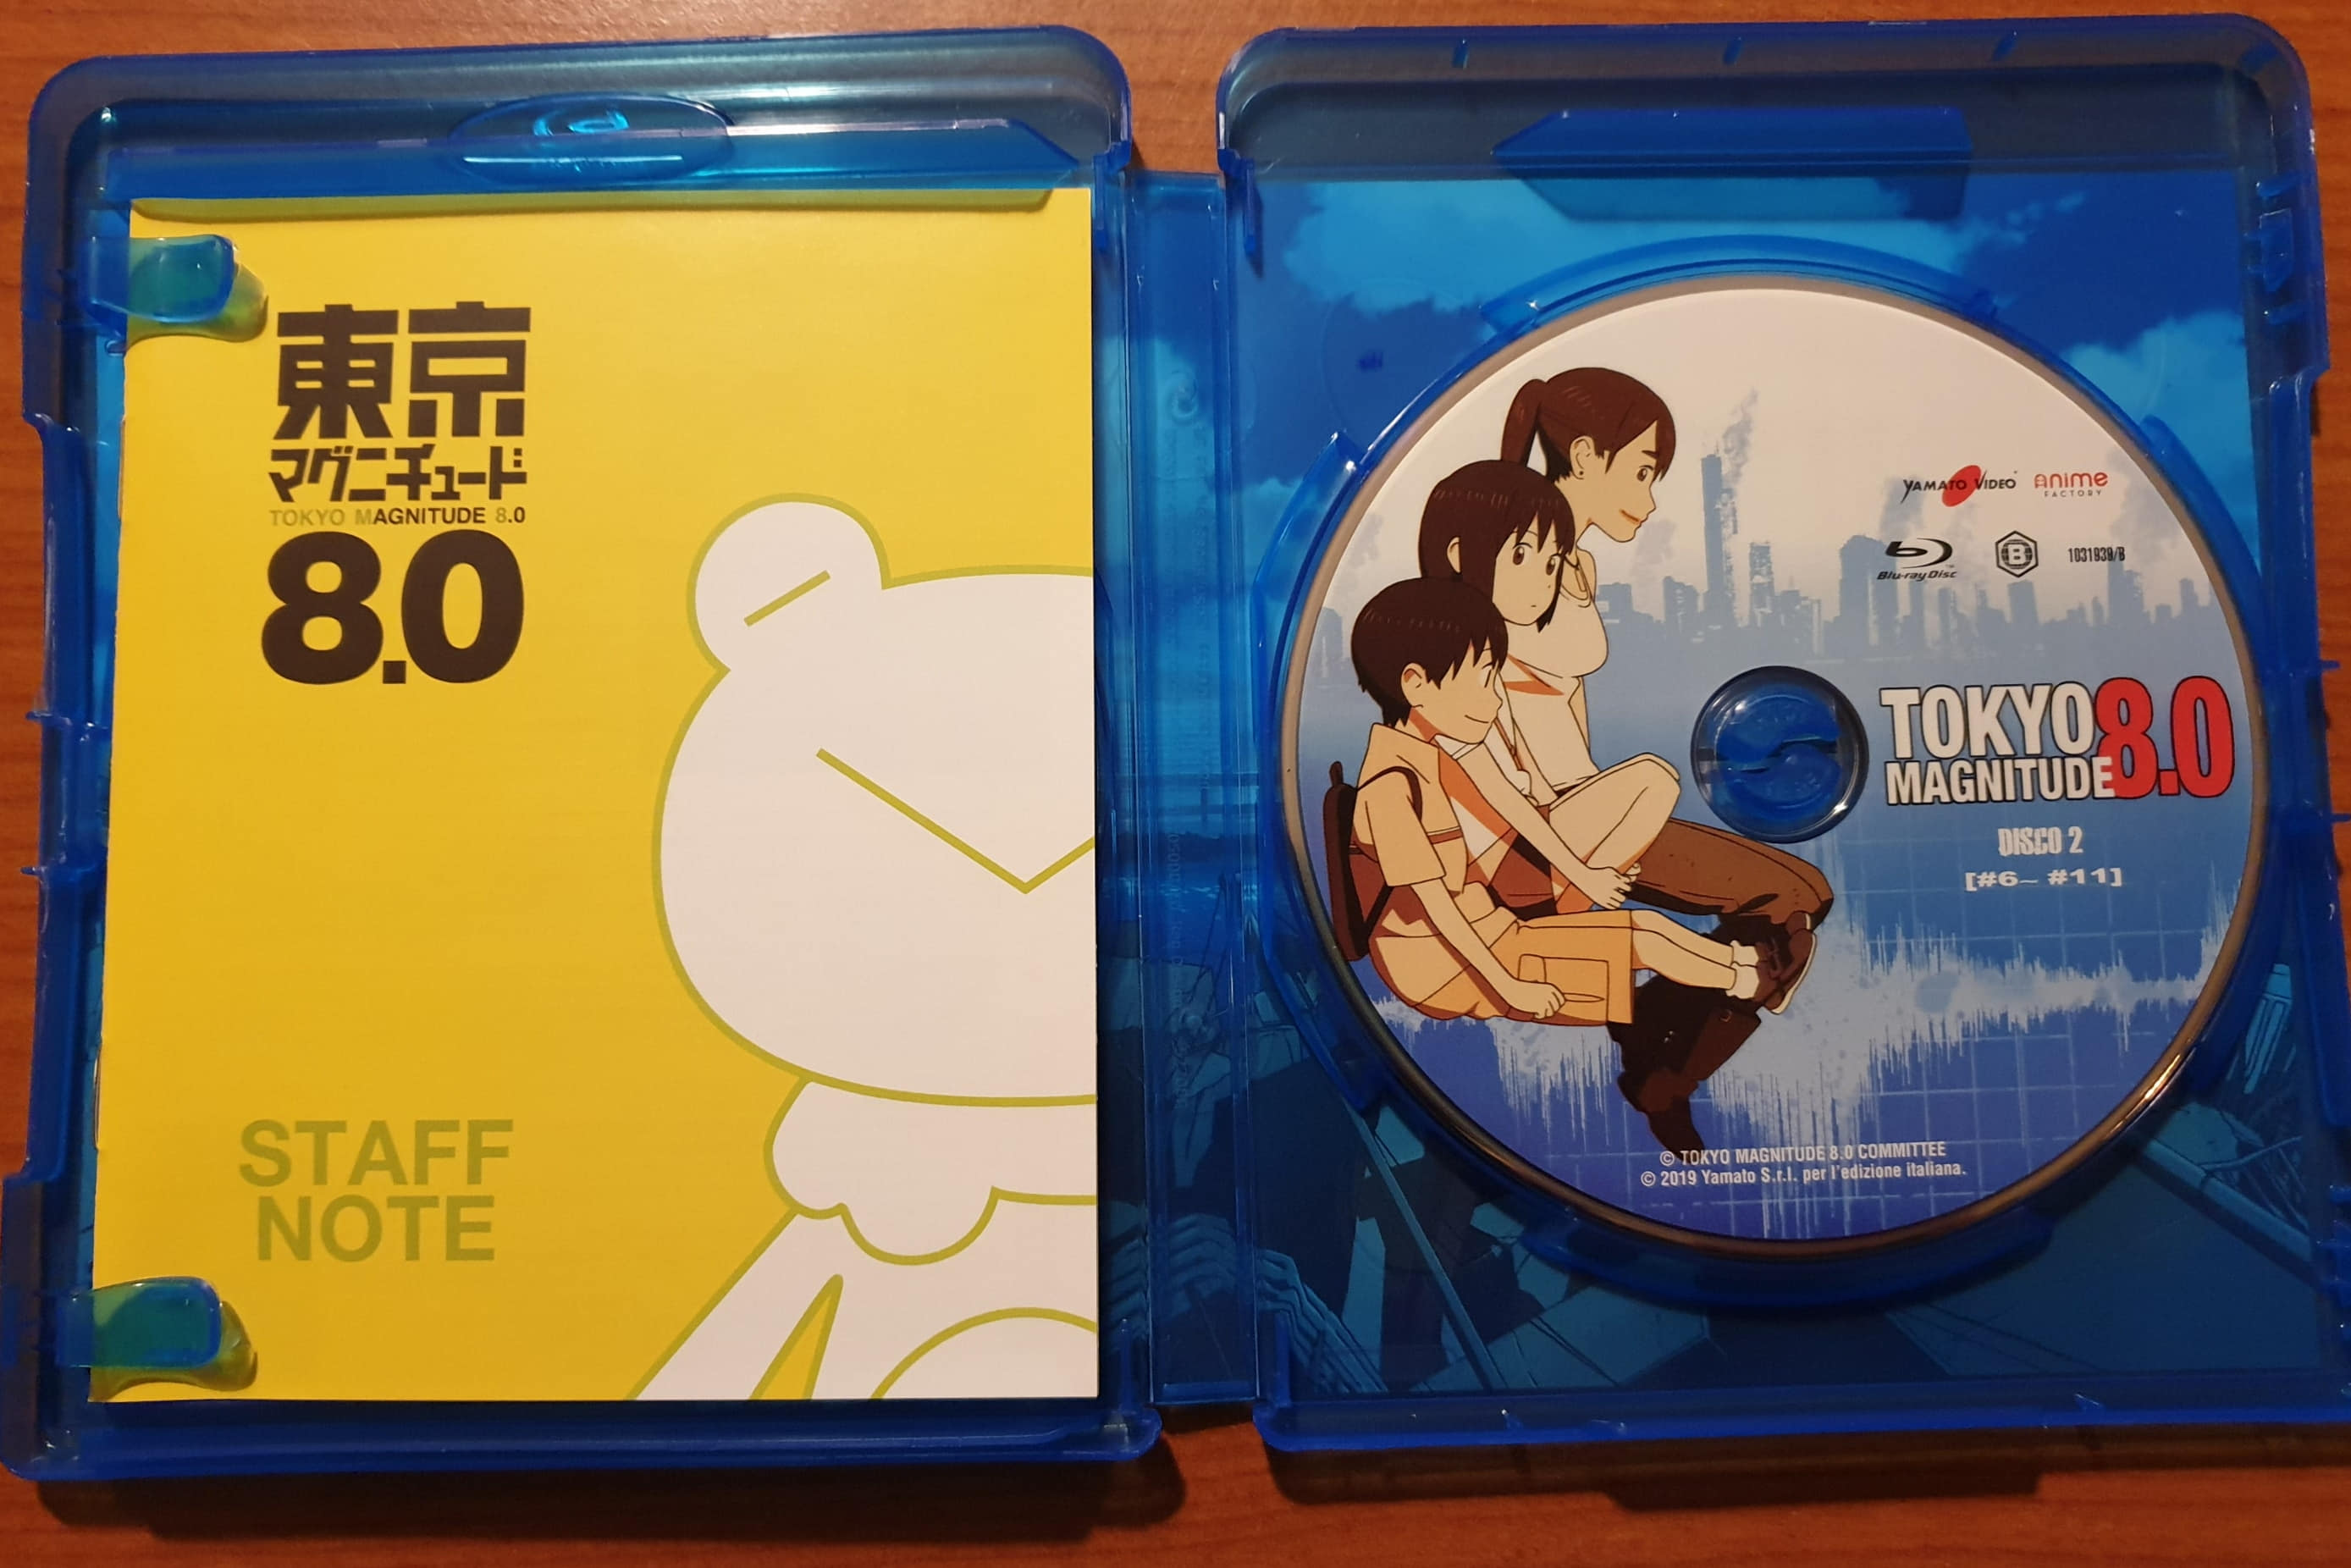 東京
マグニチュード
TOKYO MAGNITUDE 8.0
8.0
STAFF
NOTE
YAMATO VIDEO
anime
FACTORY
Blu-ray Disc
B
1031939/B
TOKYO
MAGNITUDE 8.0
DISCO 2
[#6~ #11]
© TOKYO MAGNITUDE 8.0 COMMITTEE
© 2019 Yamato S.r.l. per l'edizione italiana.